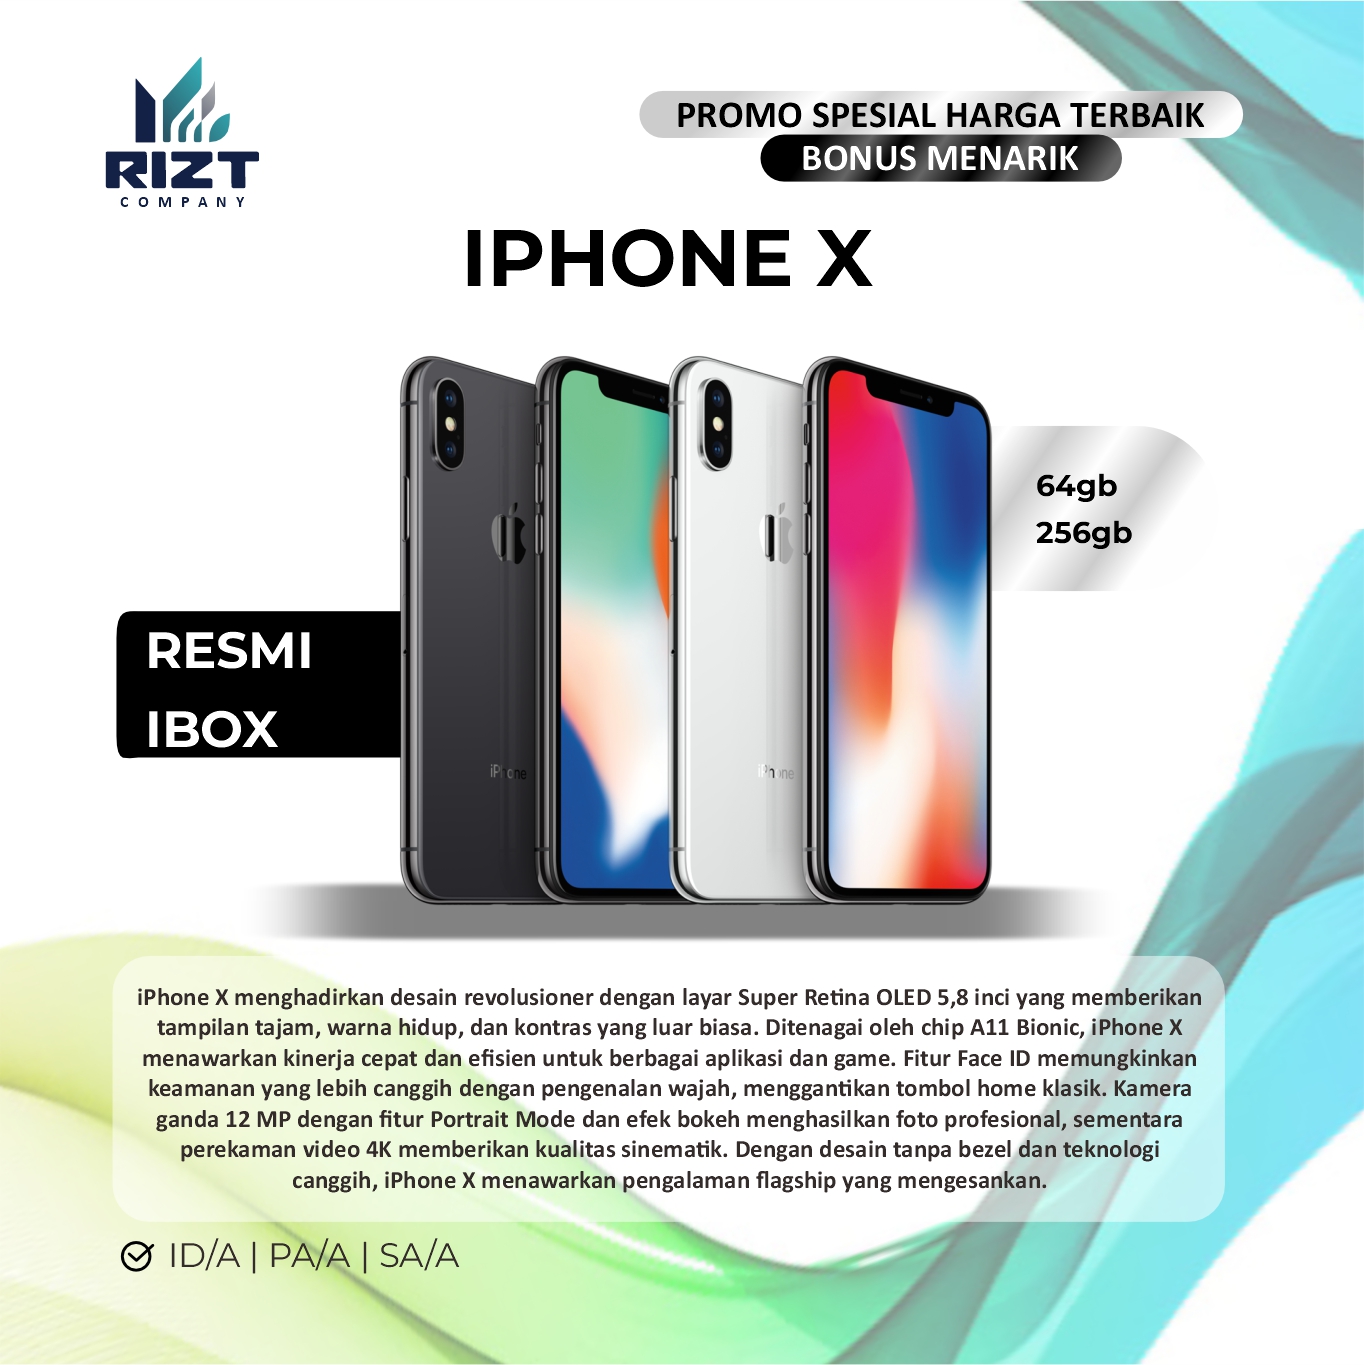 RIZT
COMPANY
PROMO SPESIAL HARGA TERBAIK
BONUS MENARIK
IPHONE X
64gb
256gb
RESMI
IBOX
iPhone
iPhone
iPhone X menghadirkan desain revolusioner dengan layar Super Retina OLED 5,8 inci yang memberikan
tampilan tajam, warna hidup, dan kontras yang luar biasa. Ditenagai oleh chip A11 Bionic, iPhone X
menawarkan kinerja cepat dan efisien untuk berbagai aplikasi dan game. Fitur Face ID memungkinkan
keamanan yang lebih canggih dengan pengenalan wajah, menggantikan tombol home klasik. Kamera
ganda 12 MP dengan fitur Portrait Mode dan efek bokeh menghasilkan foto profesional, sementara
perekaman video 4K memberikan kualitas sinematik. Dengan desain tanpa bezel dan teknologi
canggih, iPhone X menawarkan pengalaman flagship yang mengesankan.
ID/A | PA/A | SA/A